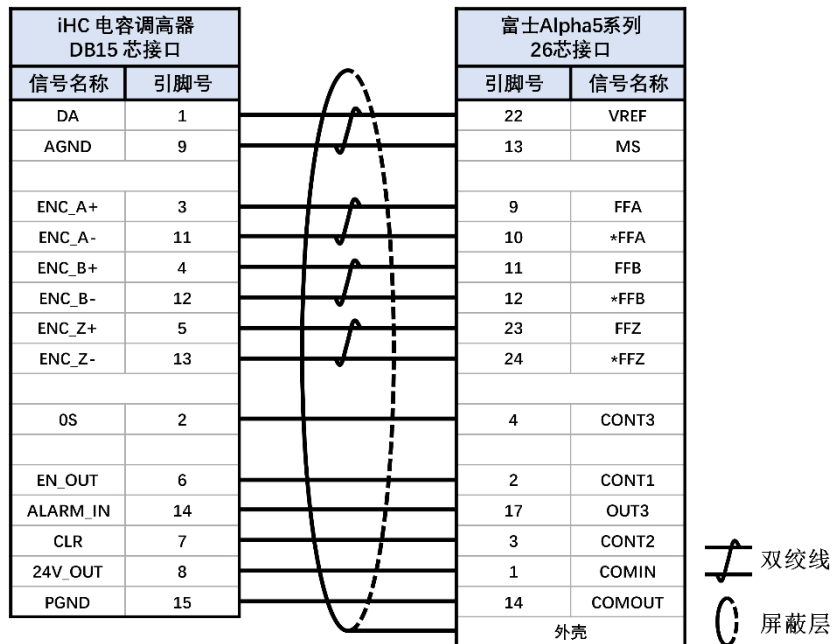 iHC 电容调高器
DB15 芯接口
富士Alpha5系列
26芯接口
信号名称 引脚号 引脚号 信号名称
DA 1 22 VREF
AGND 9 13 MS
ENC_A+ 3 9 FFA
ENC_A- 11 10 *FFA
ENC_B+ 4 11 FFB
ENC_B- 12 12 *FFB
ENC_Z+ 5 23 FFZ
ENC_Z- 13 24 *FFZ
0S 2 4 CONT3
EN_OUT 6 2 CONT1
ALARM_IN 14 17 OUT3
CLR 7 3 CONT2
24V_OUT 8 1 COMIN
PGND 15 14 COMOUT
外壳
双绞线
屏蔽层